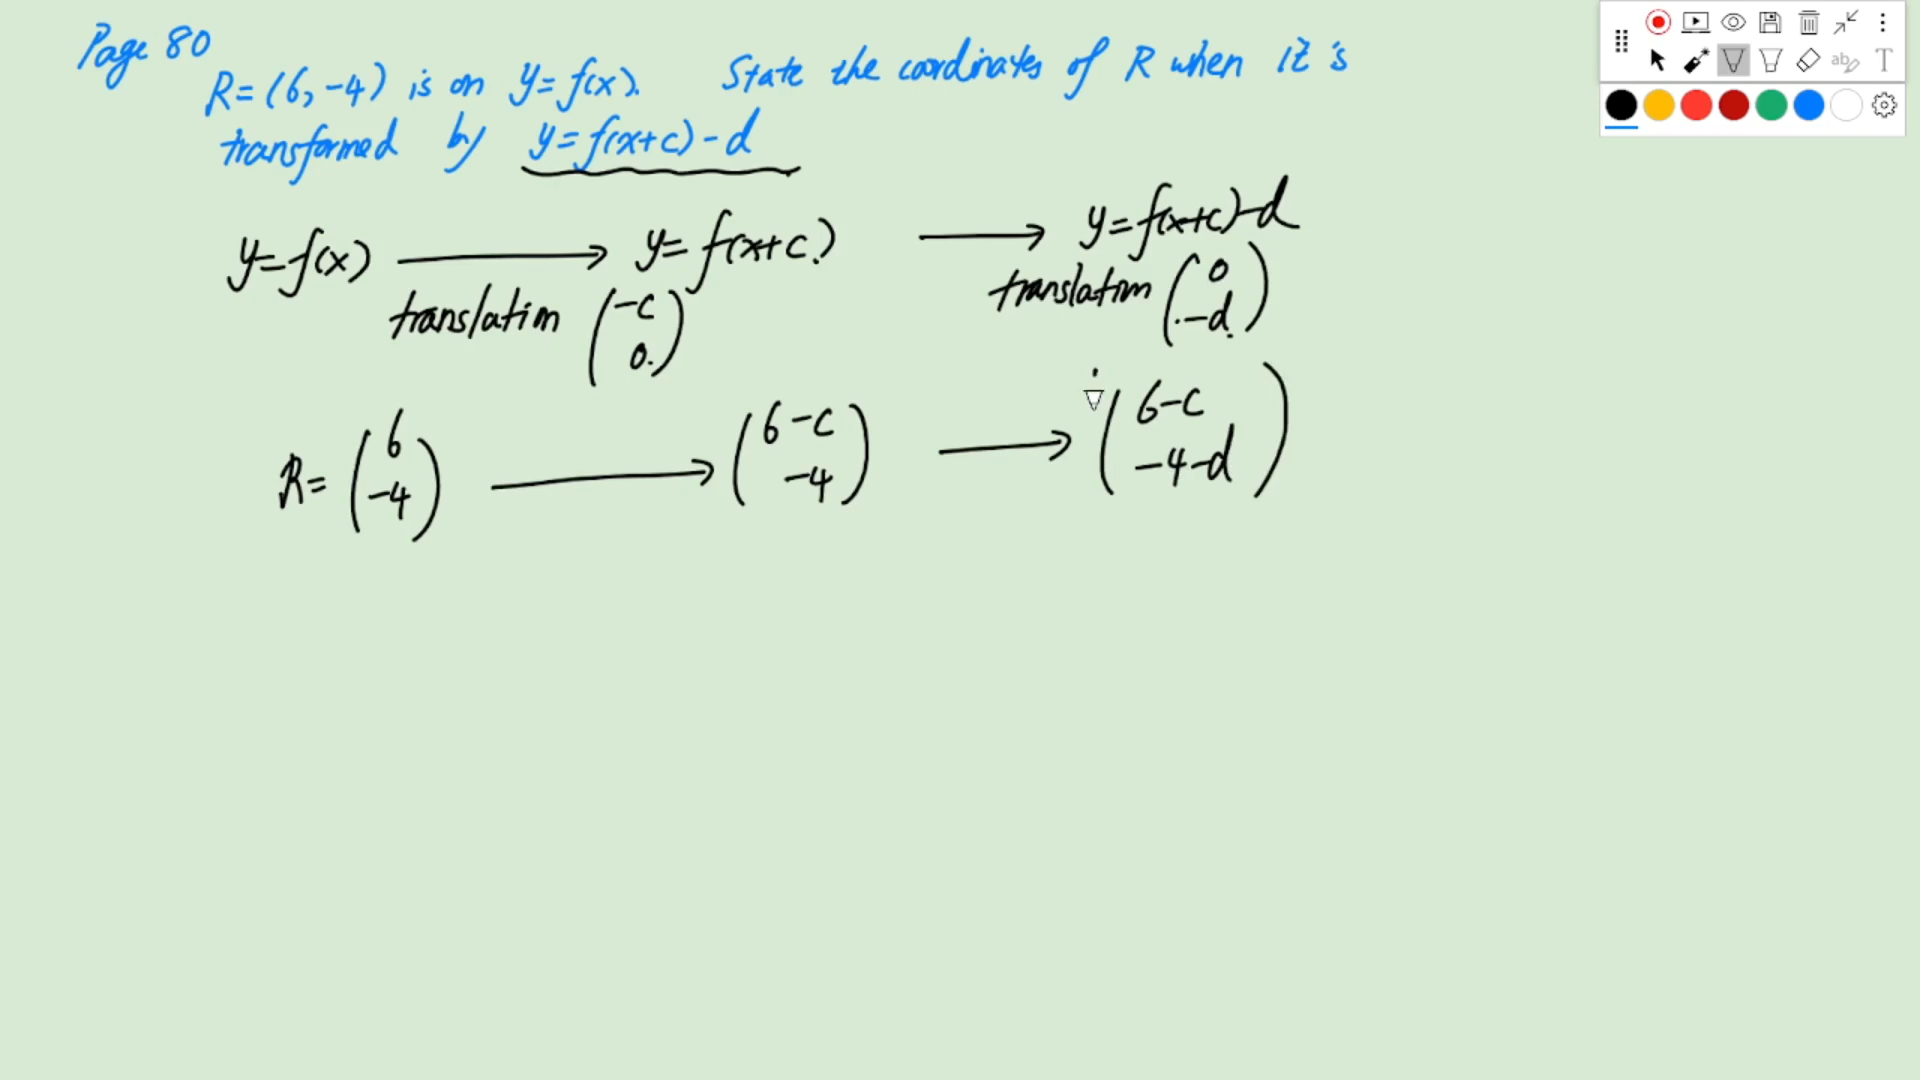 Page 80
R=(6,-4) is on y=f(x). State the coordinates of R when it's
transformed by y=f(x+c)-d
y=f(x) → y=f(x+c) → y=f(x+c)-d
translation (-c
0) translation (0
-d)
R= (6
-4) → (6-c
-4) → (6-c
-4-d)
ab
T